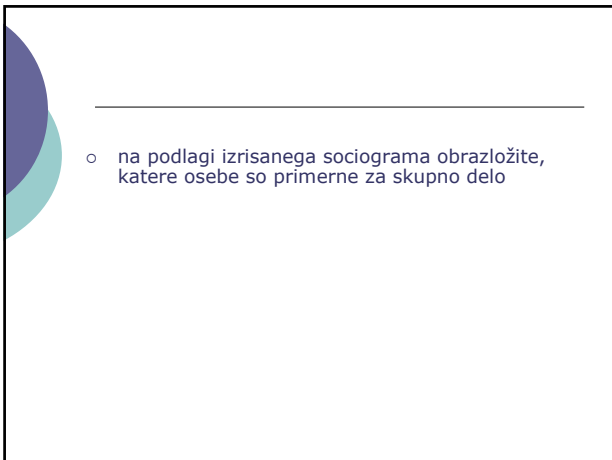 na podlagi izrisanega sociograma obrazložite,
katere osebe so primerne za skupno delo